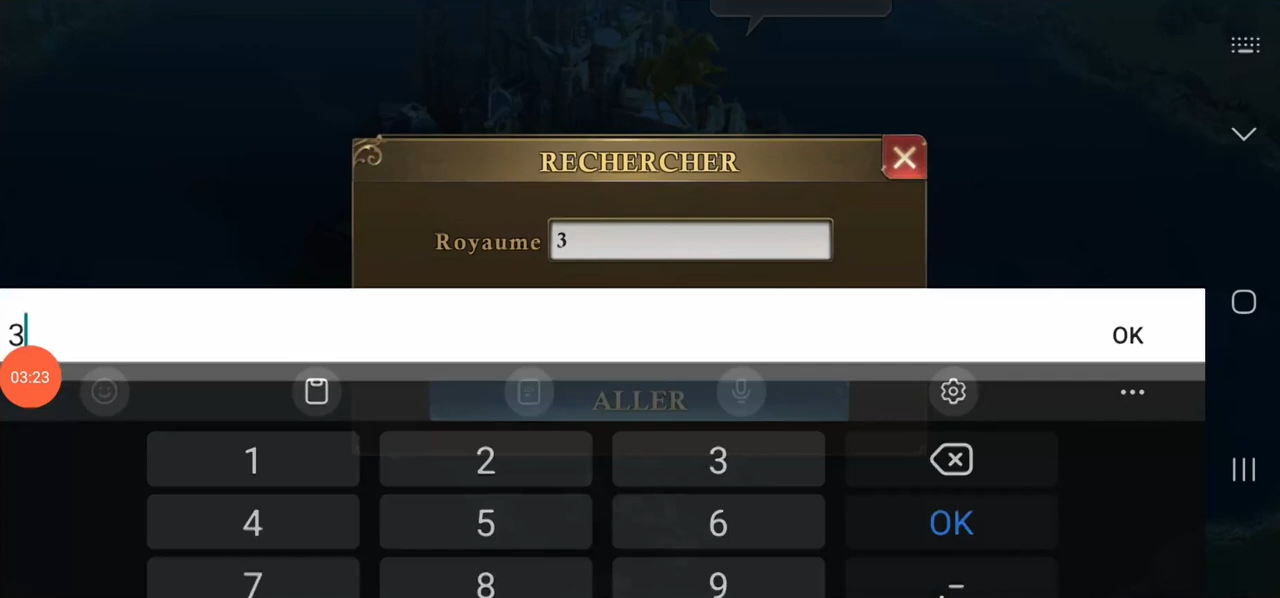 RECHERCHER
Royaume 3
3 OK
03:23
ALLER
1 2 3
4 5 6 OK
7 8 9 .-